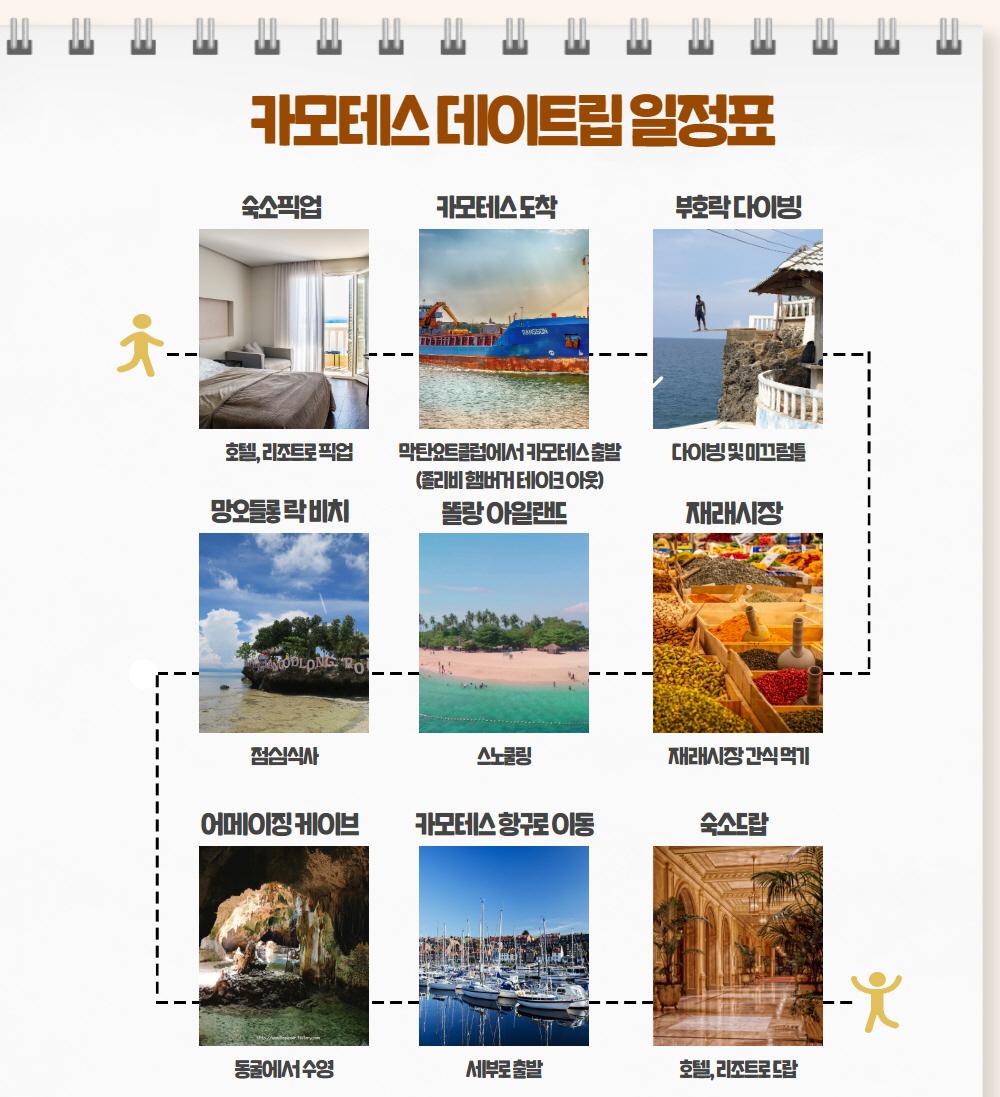 카모테스 데이트립 일정표
숙소픽업
카모테스 도착
부호락 다이빙
RANGSON
호텔, 리조트로 픽업
막탄요트클럽에서 카모테스 출발
(졸리비 햄버거 테이크 아웃)
다이빙 및 미끄럼틀
망오들롱 락 비치
똘랑 아일랜드
재래시장
점심식사
스노쿨링
재래시장 간식 먹기
어메이징 케이브
카모테스 항구로 이동
숙소드랍
동굴에서 수영
세부로 출발
호텔, 리조트로 드랍